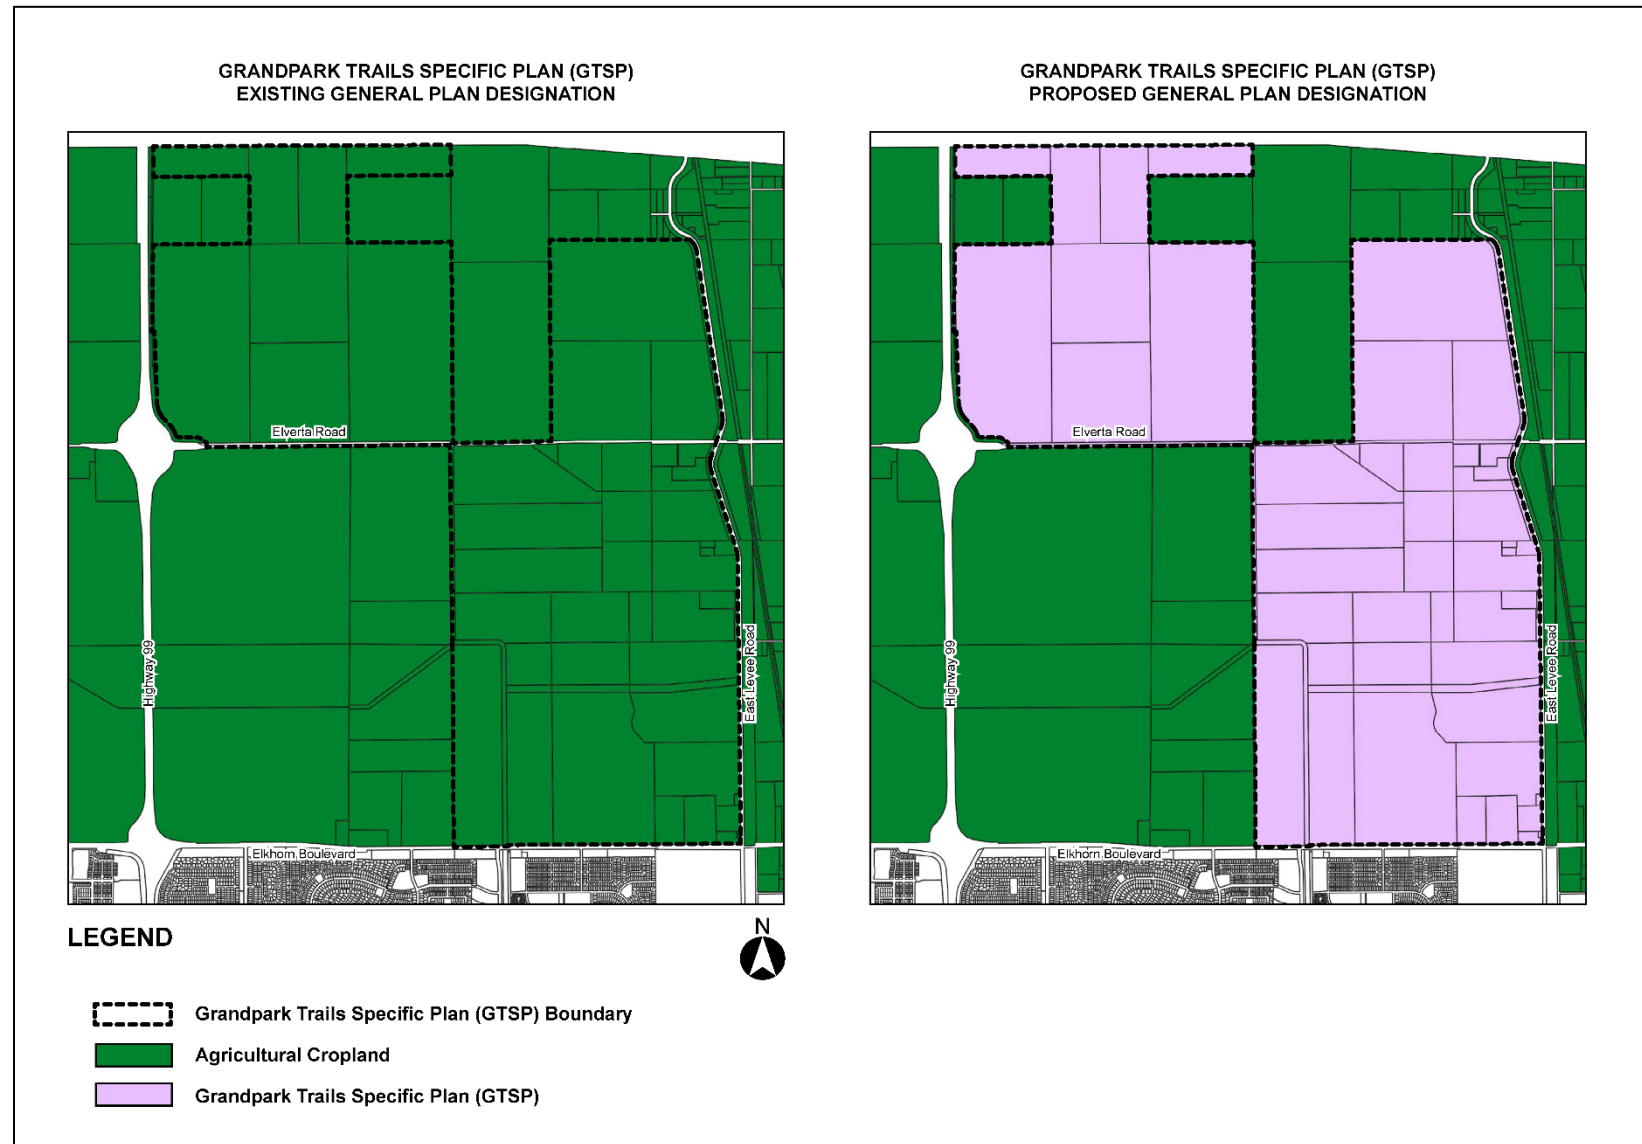 GRANDPARK TRAILS SPECIFIC PLAN (GTSP)
EXISTING GENERAL PLAN DESIGNATION
Elverta Road
Highway 99
East Levee Road
Elkhorn Boulevard
GRANDPARK TRAILS SPECIFIC PLAN (GTSP)
PROPOSED GENERAL PLAN DESIGNATION
Elverta Road
Highway 99
East Levee Road
Elkhorn Boulevard
LEGEND
N
Grandpark Trails Specific Plan (GTSP) Boundary
Agricultural Cropland
Grandpark Trails Specific Plan (GTSP)